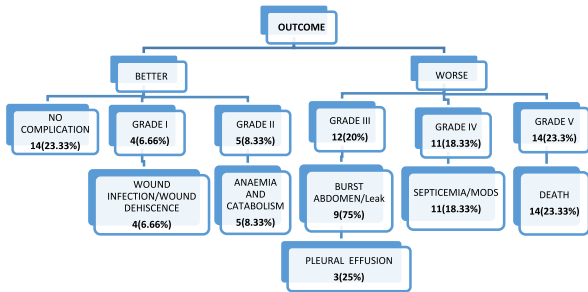 OUTCOME
BETTER
WORSE
NO
COMPLICATION
14(23.33%)
GRADE I
4(6.66%)
GRADE II
5(8.33%)
GRADE III
12(20%)
GRADE IV
11(18.33%)
GRADE V
14(23.3%)
WOUND
INFECTION/WOUND
DEHISCENCE
4(6.66%)
ANAEMIA
AND
CATABOLISM
5(8.33%)
BURST
ABDOMEN/Leak
9(75%)
SEPTICEMIA/MODS
11(18.33%)
DEATH
14(23.33%)
PLEURAL EFFUSION
3(25%)